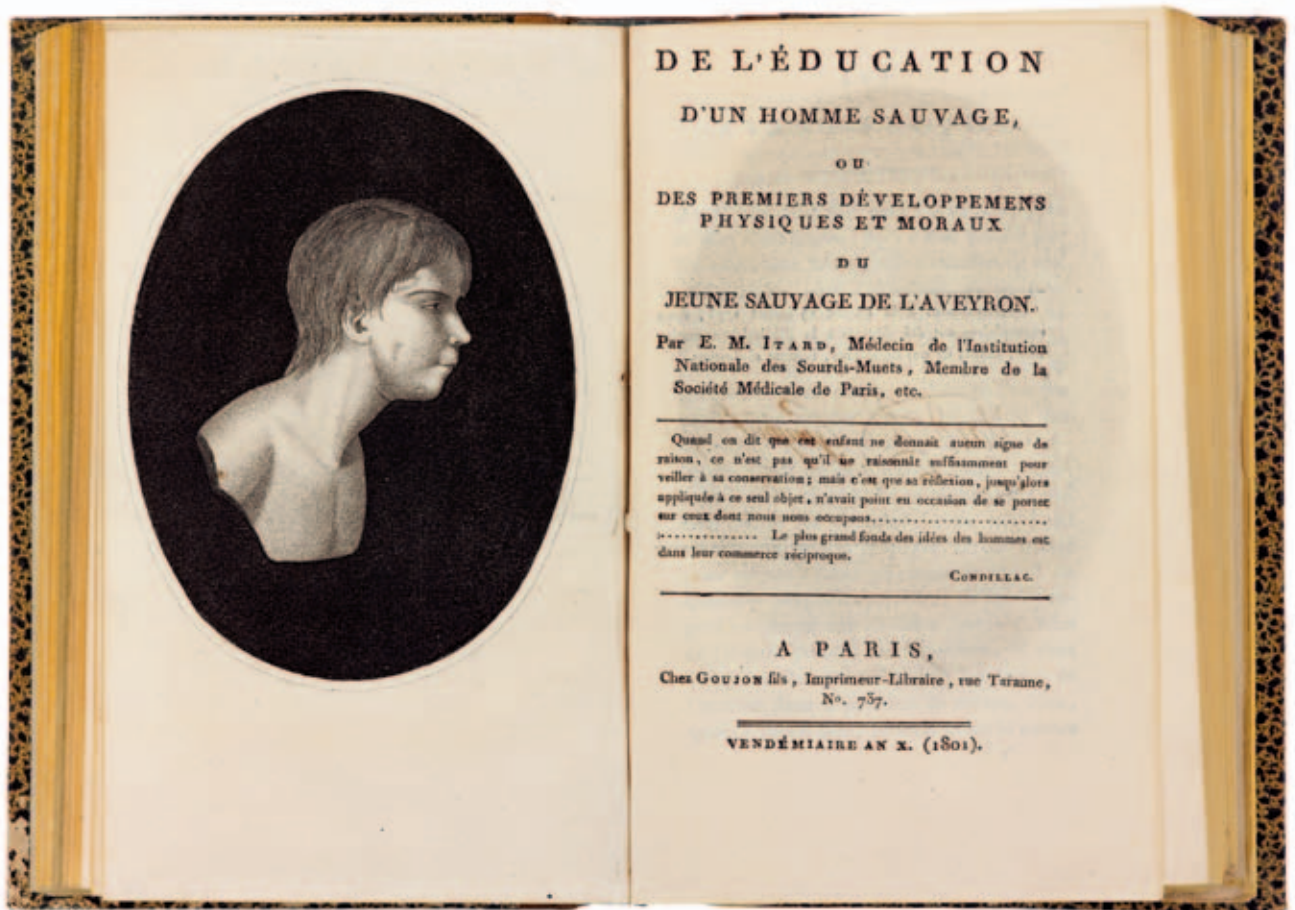 DE L'ÉDUCATION
D'UN HOMME SAUVAGE,
OU
DES PREMIERS DÉVELOPPEMENS
PHYSIQUES ET MORAUX
DU
JEUNE SAUVAGE DE L'AVEYRON.
Par E. M. ITARD, Médecin de l'Institution
Nationale des Sourds-Muets, Membre de la
Société Médicale de Paris, etc.
Quand on dit que cet enfant ne donnait aucun signe de
raison, ce n'est pas qu'il ne raisonnât suffisamment pour
veiller à sa conservation; mais c'est que sa réflexion, jusqu'alors
appliquée à ce seul objet, n'avait point eu occasion de se porter
sur ceux dont nous nous occupons.......................
............... Le plus grand fonds des idées des hommes est
dans leur commerce réciproque.
CONDILLAC.
A PARIS,
Chez GOUJON fils, Imprimeur-Libraire, rue Taranne,
No. 737.
VENDÉMIAIRE AN X. (1801).